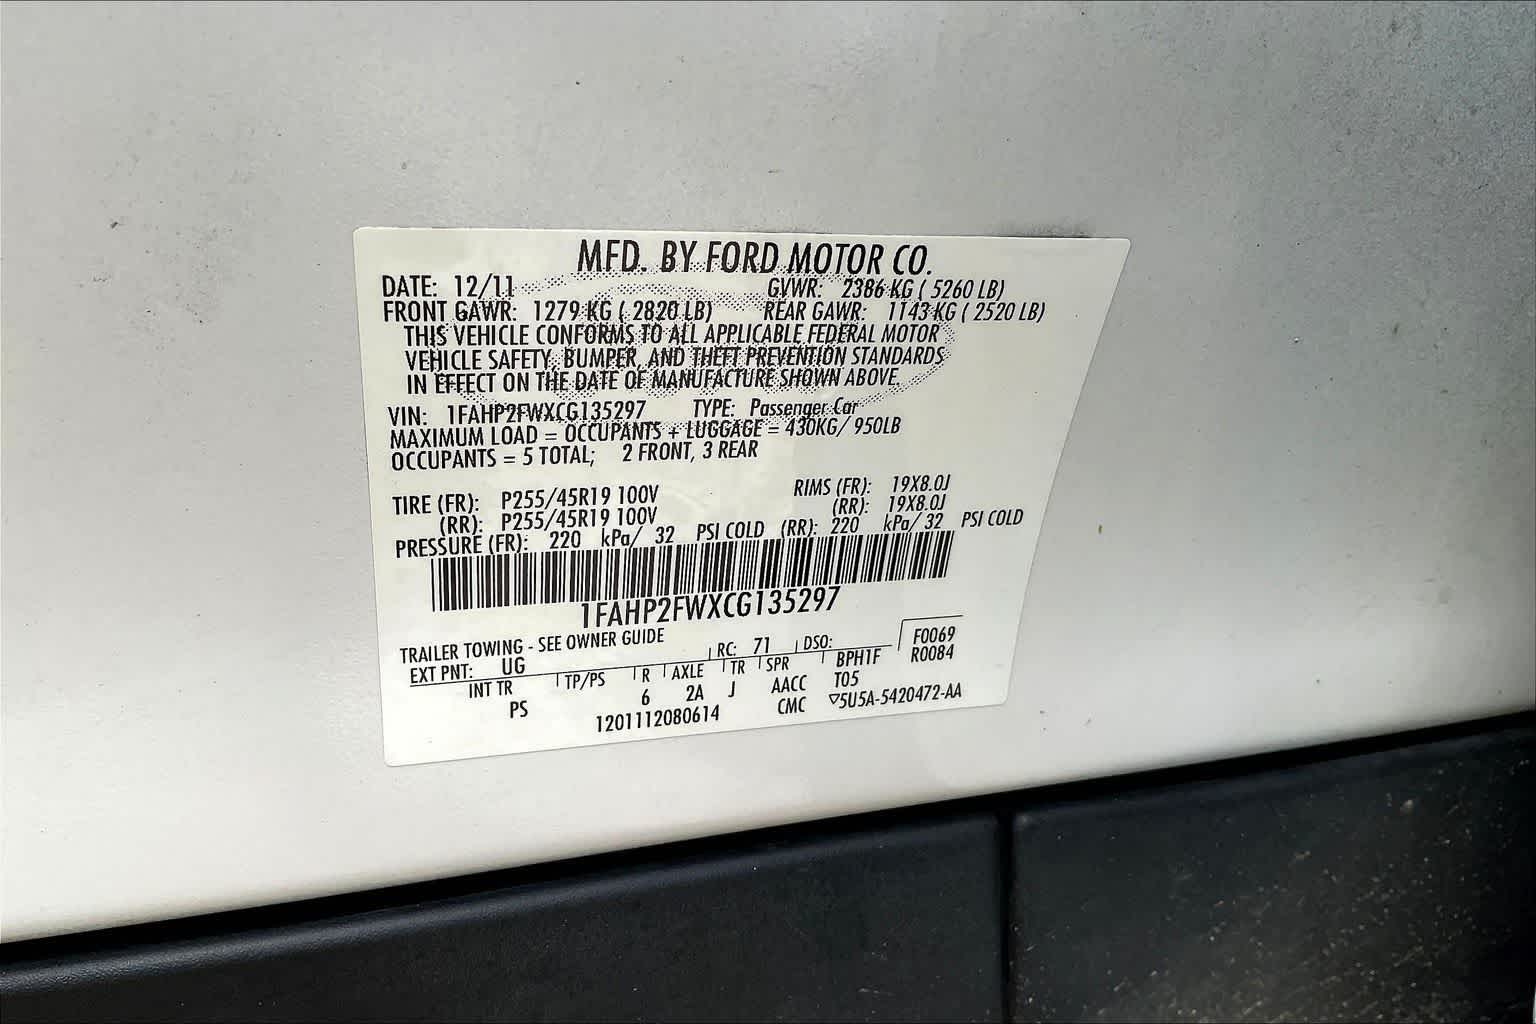 MFD. BY FORD MOTOR CO.
DATE: 12/11 GVWR: 2386 KG ( 5260 LB)
FRONT GAWR: 1279 KG ( 2820 LB) REAR GAWR: 1143 KG ( 2520 LB)
THIS VEHICLE CONFORMS TO ALL APPLICABLE FEDERAL MOTOR
VEHICLE SAFETY, BUMPER, AND THEFT PREVENTION STANDARDS
IN EFFECT ON THE DATE OF MANUFACTURE SHOWN ABOVE.
VIN: 1FAHP2FWXCG135297 TYPE: Passenger Car
MAXIMUM LOAD = OCCUPANTS + LUGGAGE = 430KG/ 950LB
OCCUPANTS = 5 TOTAL; 2 FRONT, 3 REAR
TIRE (FR): P255/45R19 100V RIMS (FR): 19X8.0J
(RR): P255/45R19 100V (RR): 19X8.0J
PRESSURE (FR): 220 kPa/ 32 PSI COLD (RR): 220 kPa/ 32 PSI COLD
1FAHP2FWXCG135297
TRAILER TOWING - SEE OWNER GUIDE
EXT PNT: UG RC: 71 DSO: F0069
R0084
INT TR TP/PS R AXLE TR SPR BPH1F
PS 6 2A J AACC T05
1201112080614 CMC ▽5U5A-5420472-AA